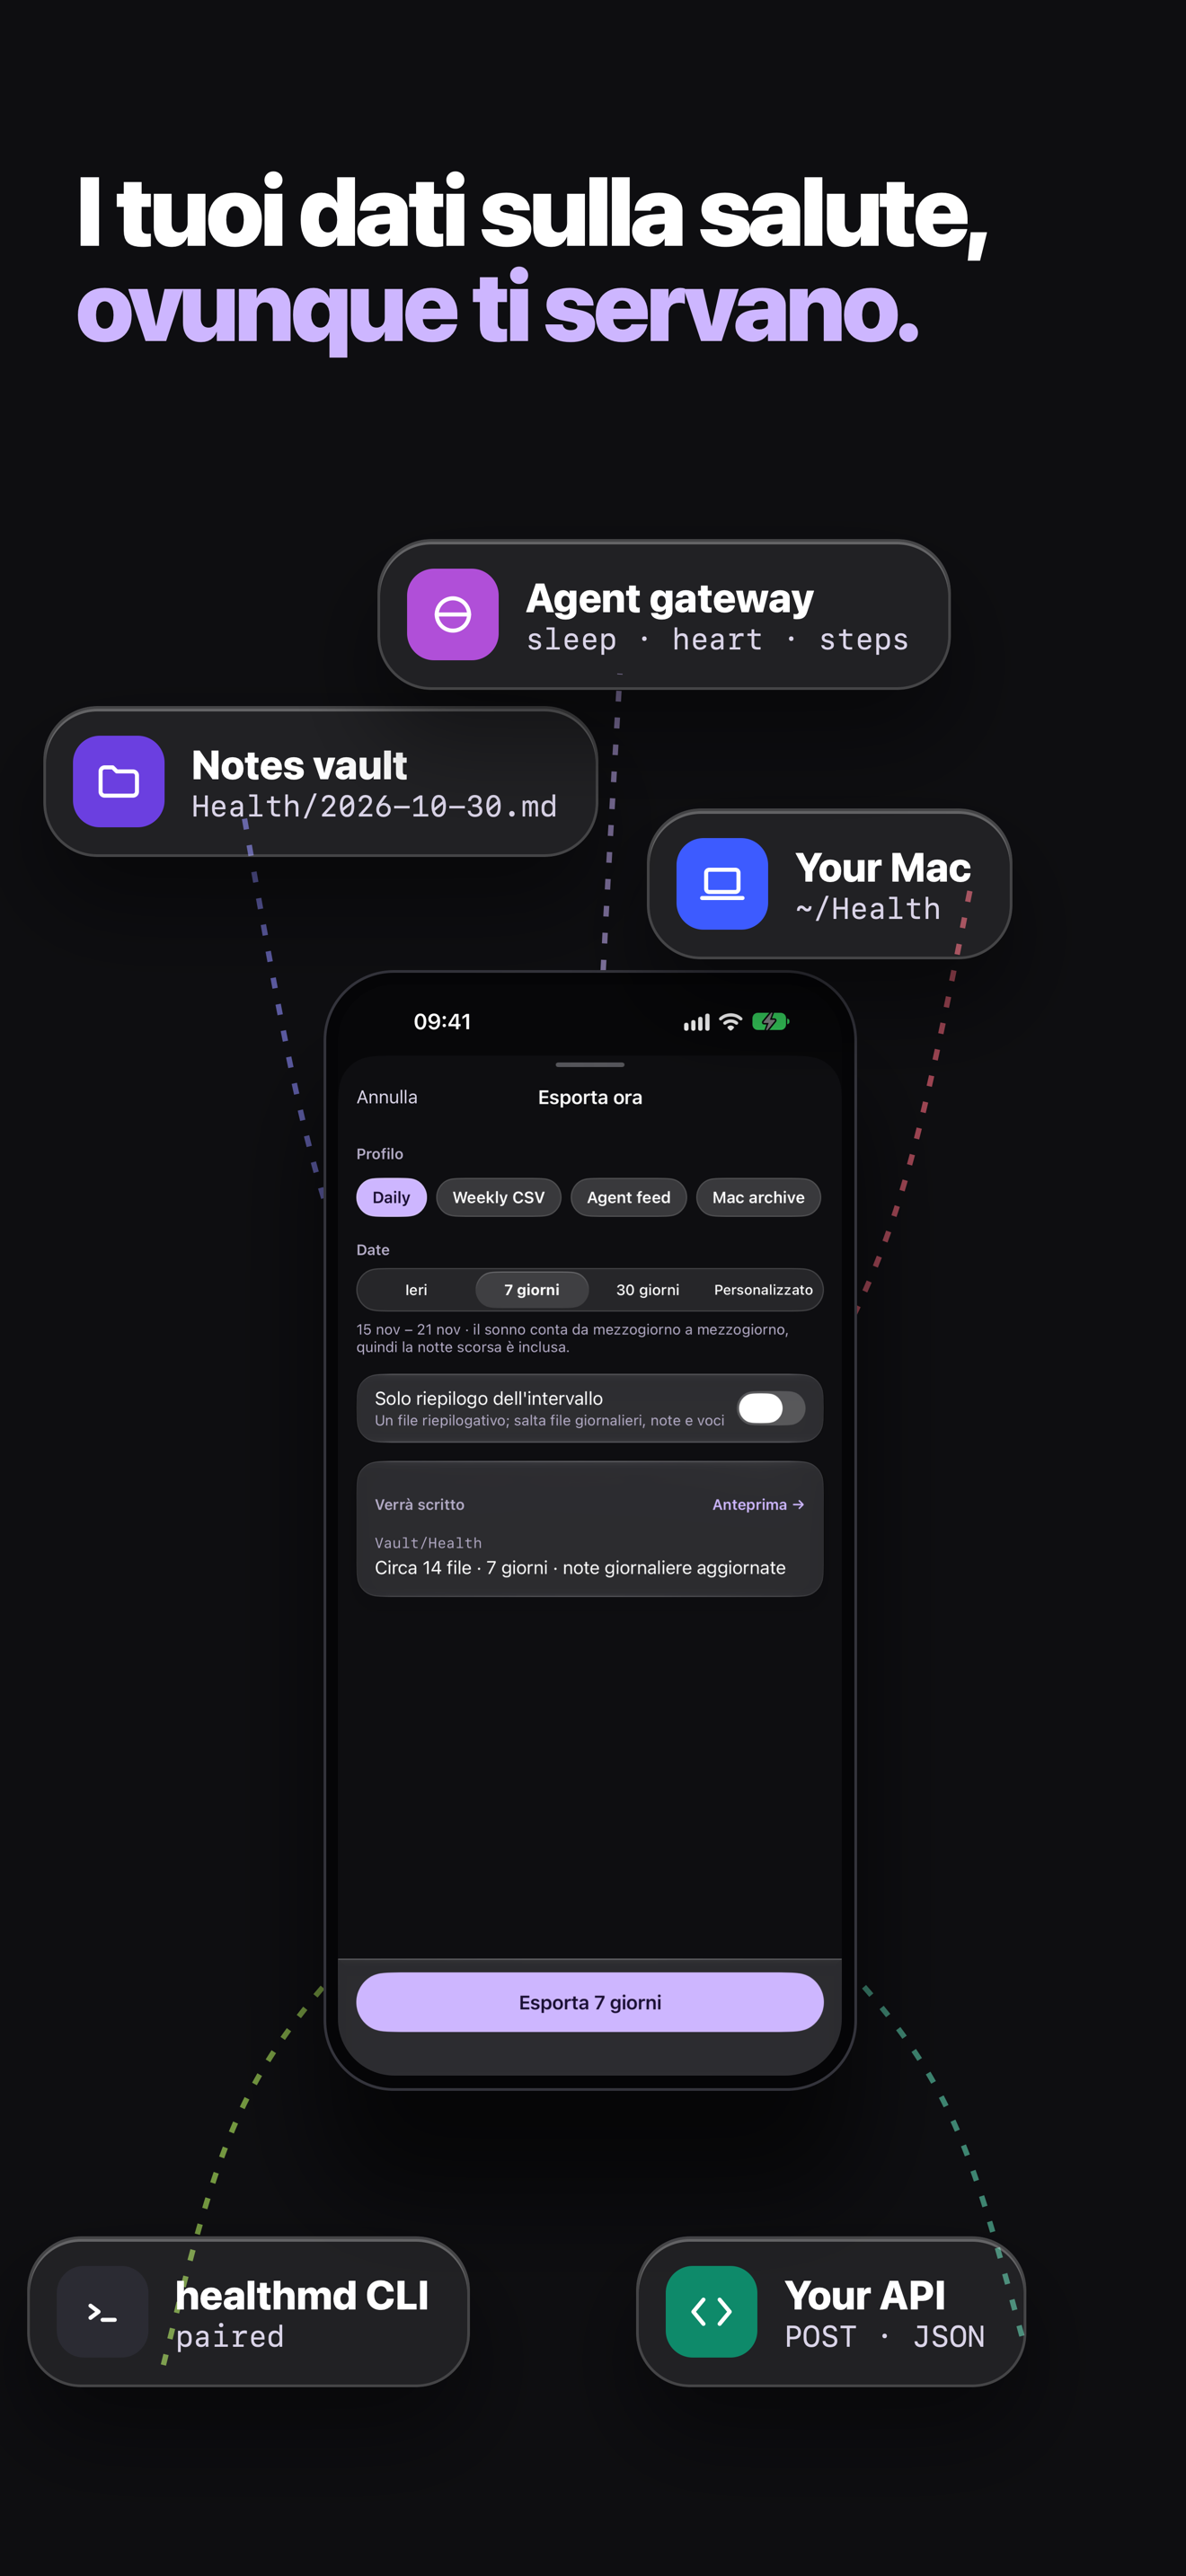 I tuoi dati sulla salute,
ovunque ti servano.
Agent gateway
sleep · heart · steps
Notes vault
Health/2026-10-30.md
Your Mac
~/Health
09:41
Annulla
Esporta ora
Profilo
Daily
Weekly CSV
Agent feed
Mac archive
Date
Ieri
7 giorni
30 giorni
Personalizzato
15 nov – 21 nov · il sonno conta da mezzogiorno a mezzogiorno,
quindi la notte scorsa è inclusa.
Solo riepilogo dell'intervallo
Un file riepilogativo; salta file giornalieri, note e voci
Verrà scritto
Anteprima →
Vault/Health
Circa 14 file · 7 giorni · note giornaliere aggiornate
Esporta 7 giorni
healthmd CLI
paired
Your API
POST · JSON